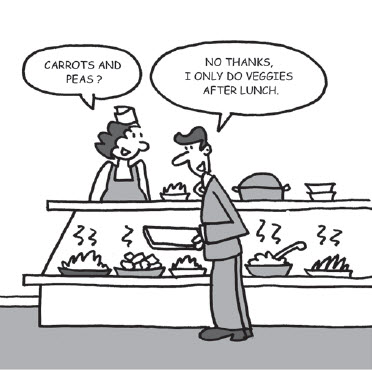 CARROTS AND
PEAS?
NO THANKS,
I ONLY DO VEGGIES
AFTER LUNCH.